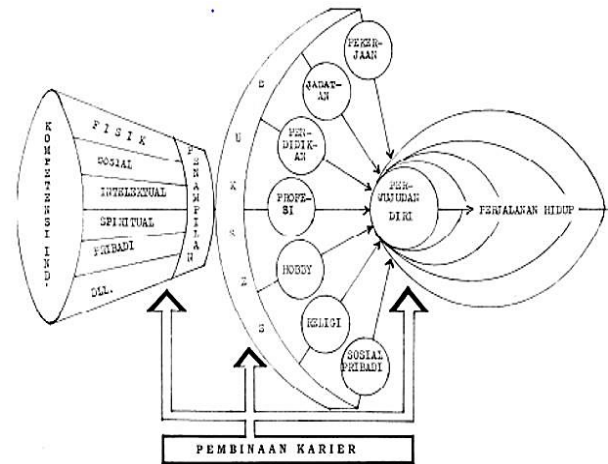 KOMPETENSI IND.
FISIK
SOSIAL
INTELEKTUAL
SPIRITUAL
PRIBADI
DLL.
PENAMPILAN
SUKSES
PEKER-
JAAN
JABAT-
AN
PEN-
DIDIK-
AN
PROFE-
SI
HOBBY
RELIGI
SOSIAL
PRIBADI
PER-
WUJUDAN
DIRI
PERJALANAN HIDUP
PEMBINAAN KARIER